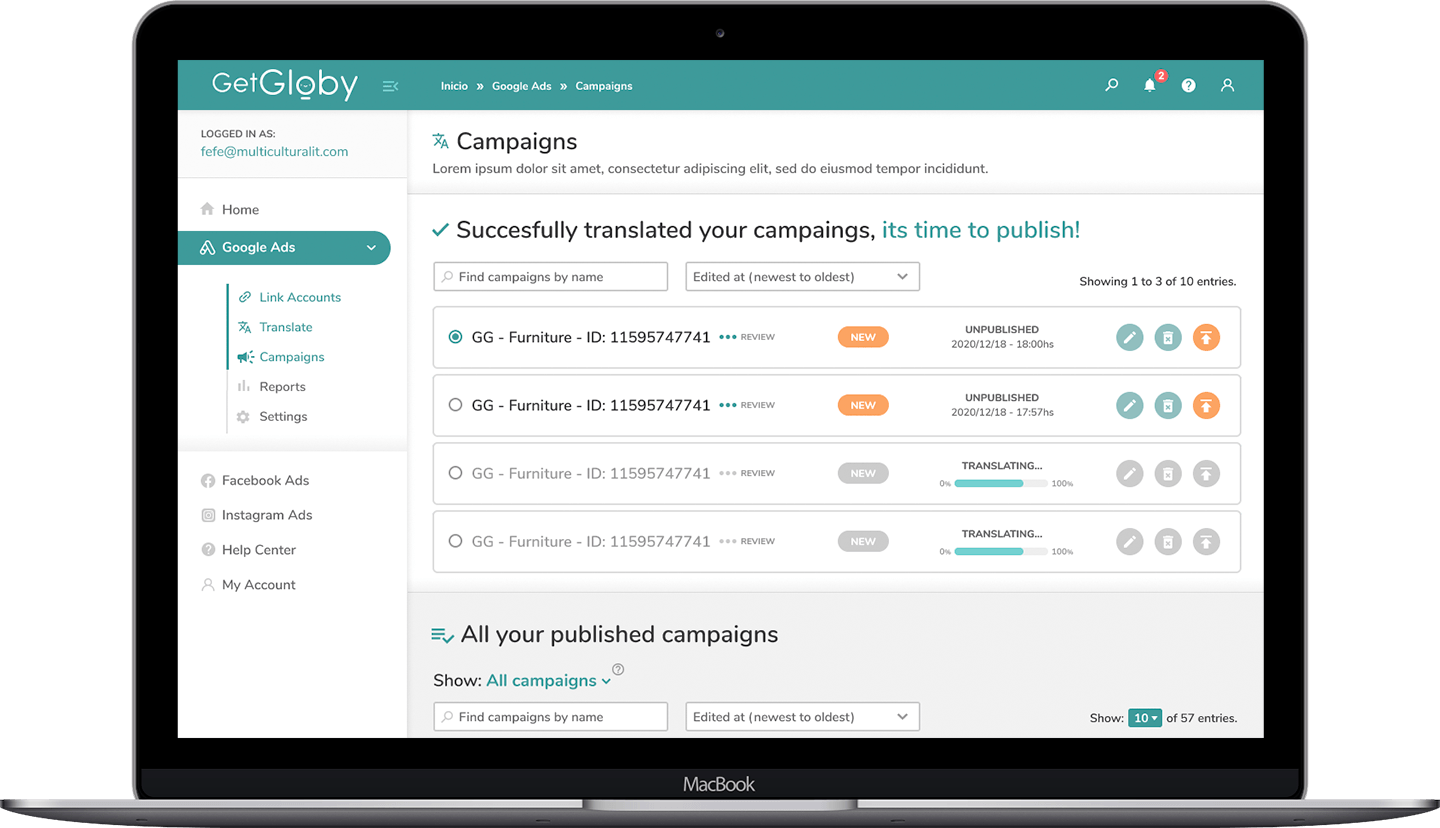 GetGloby
Inicio » Google Ads » Campaigns
2
LOGGED IN AS:
fefe@multiculturalit.com
Home
Google Ads
Link Accounts
Translate
Campaigns
Reports
Settings
Facebook Ads
Instagram Ads
Help Center
My Account
Campaigns
Lorem ipsum dolor sit amet, consectetur adipiscing elit, sed do eiusmod tempor incididunt.
Succesfully translated your campaings, its time to publish!
Find campaigns by name
Edited at (newest to oldest)
Showing 1 to 3 of 10 entries.
GG - Furniture - ID: 11595747741 ••• REVIEW
NEW
UNPUBLISHED
2020/12/18 - 18:00hs
GG - Furniture - ID: 11595747741 ••• REVIEW
NEW
UNPUBLISHED
2020/12/18 - 17:57hs
GG - Furniture - ID: 11595747741 ••• REVIEW
NEW
TRANSLATING...
0% 100%
GG - Furniture - ID: 11595747741 ••• REVIEW
NEW
TRANSLATING...
0% 100%
All your published campaigns
Show: All campaigns
Find campaigns by name
Edited at (newest to oldest)
Show: 10 of 57 entries.
MacBook